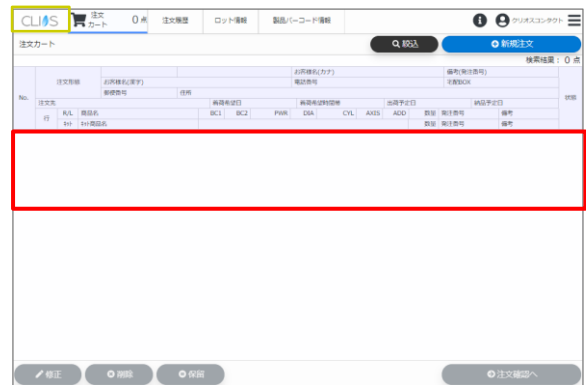 CLIOS 注文カート 0 点 注文履歴 ロット情報 製品バーコード情報 クリオスコンタクト
注文カート 絞込 新規注文
検索結果： 0 点
お客様名(カナ) 備考(発注番号)
注文形態 お客様名(漢字) 電話番号 宅配BOX
郵便番号 住所
No. 状態
注文先 納荷希望日 納荷希望時間帯 出荷予定日 納品予定日
行 R/L 商品名 BC1 BC2 PWR DIA CYL AXIS ADD 数量 発注番号 備考
ｾｯﾄ ｾｯﾄ商品名 数量 発注番号 備考
修正 削除 保留 注文確認へ